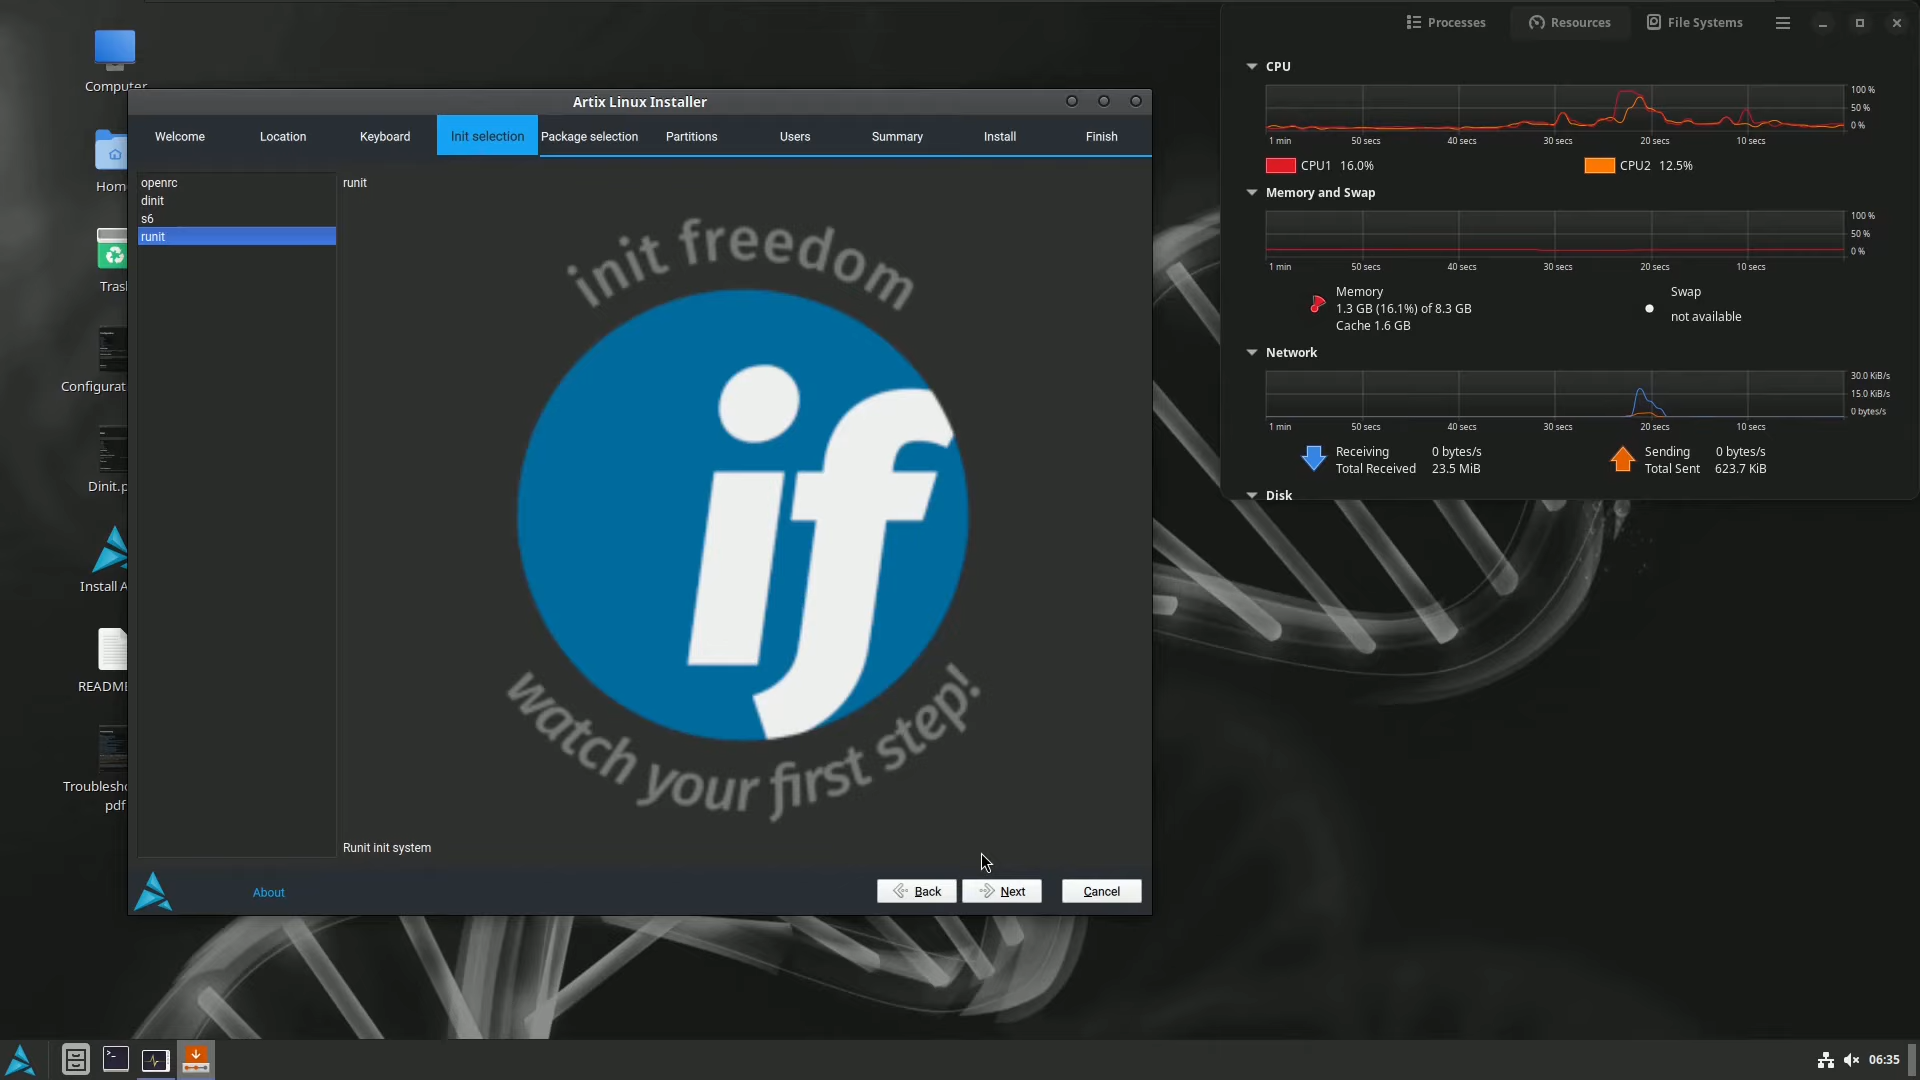 Computer
Home
Trash
Configurat
Dinit.p
Install A
README
Troublesho
pdf
Artix Linux Installer
Welcome
Location
Keyboard
Init selection
Package selection
Partitions
Users
Summary
Install
Finish
openrc
dinit
s6
runit
runit
init freedom
if
watch your first step!
Runit init system
About
Back
Next
Cancel
Processes
Resources
File Systems
CPU
100 %
50 %
0 %
1 min 50 secs 40 secs 30 secs 20 secs 10 secs
CPU1 16.0% CPU2 12.5%
Memory and Swap
100 %
50 %
0 %
1 min 50 secs 40 secs 30 secs 20 secs 10 secs
Memory
1.3 GB (16.1%) of 8.3 GB
Cache 1.6 GB
Swap
not available
Network
30.0 KiB/s
15.0 KiB/s
0 bytes/s
1 min 50 secs 40 secs 30 secs 20 secs 10 secs
Receiving 0 bytes/s
Total Received 23.5 MiB
Sending 0 bytes/s
Total Sent 623.7 KiB
Disk
06:35